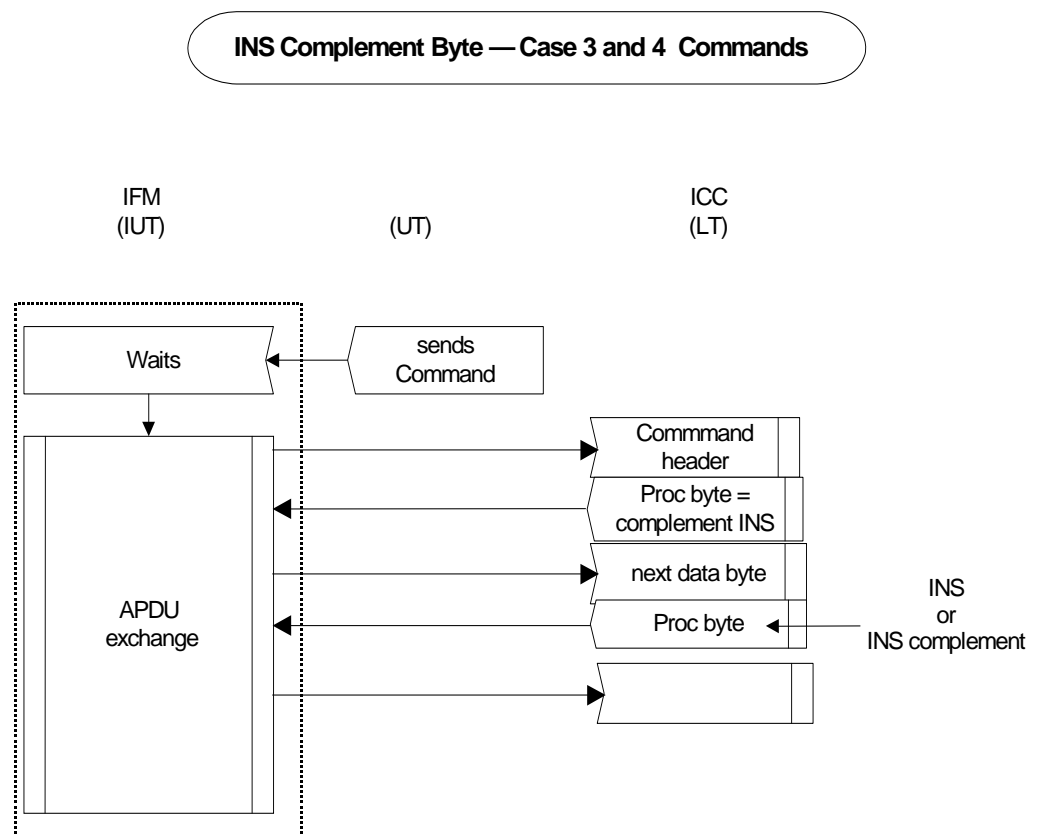 INS Complement Byte — Case 3 and 4 Commands
IFM
(IUT)
(UT)
ICC
(LT)
Waits
sends
Command
Commmand
header
Proc byte =
complement INS
next data byte
APDU
exchange
Proc byte
INS
or
INS complement